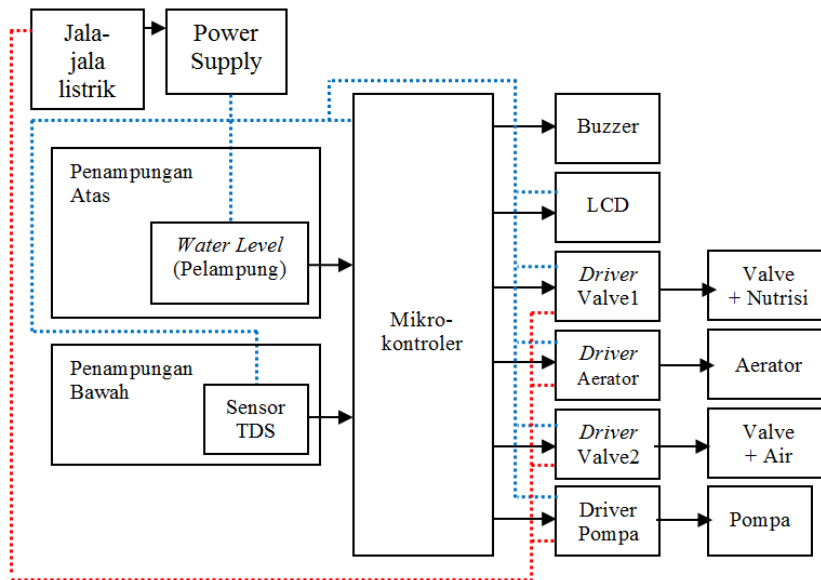 Jala-
jala
listrik
Power
Supply
Penampungan
Atas
Water Level
(Pelampung)
Penampungan
Bawah
Sensor
TDS
Mikro-
kontroler
Buzzer
LCD
Driver
Valve1
Valve
+ Nutrisi
Driver
Aerator
Aerator
Driver
Valve2
Valve
+ Air
Driver
Pompa
Pompa